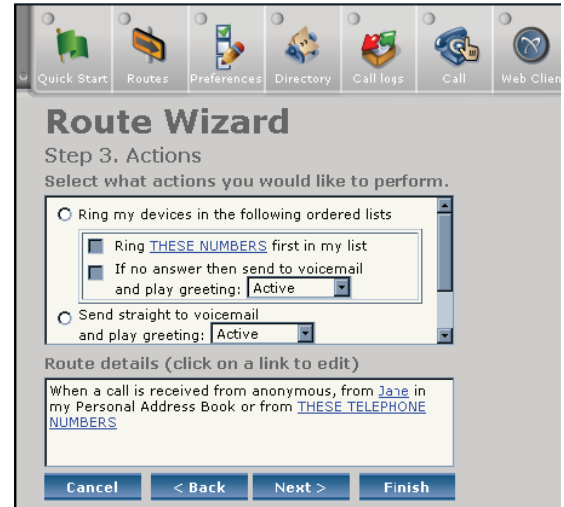 Quick Start Routes Preferences Directory Call logs Call Web Clien
Route Wizard
Step 3. Actions
Select what actions you would like to perform.
Ring my devices in the following ordered lists
Ring THESE NUMBERS first in my list
If no answer then send to voicemail
and play greeting: Active
Send straight to voicemail
and play greeting: Active
Route details (click on a link to edit)
When a call is received from anonymous, from Jane in
my Personal Address Book or from THESE TELEPHONE
NUMBERS
Cancel < Back Next > Finish